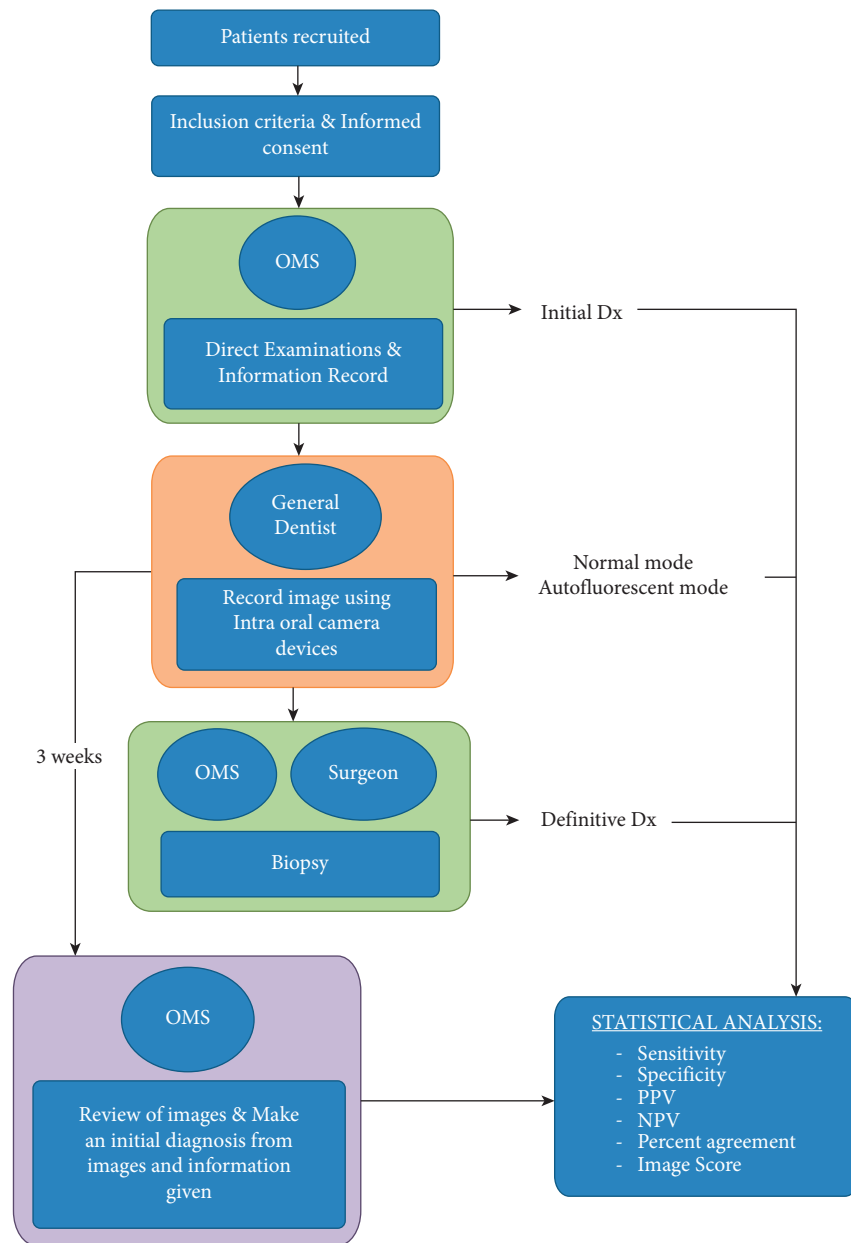 Patients recruited
Inclusion criteria & Informed
consent
OMS
Direct Examinations &
Information Record
Initial Dx
General
Dentist
Record image using
Intra oral camera
devices
Normal mode
Autofluorescent mode
3 weeks
OMS
Surgeon
Biopsy
Definitive Dx
OMS
Review of images & Make
an initial diagnosis from
images and information
given
STATISTICAL ANALYSIS:
- Sensitivity
- Specificity
- PPV
- NPV
- Percent agreement
- Image Score